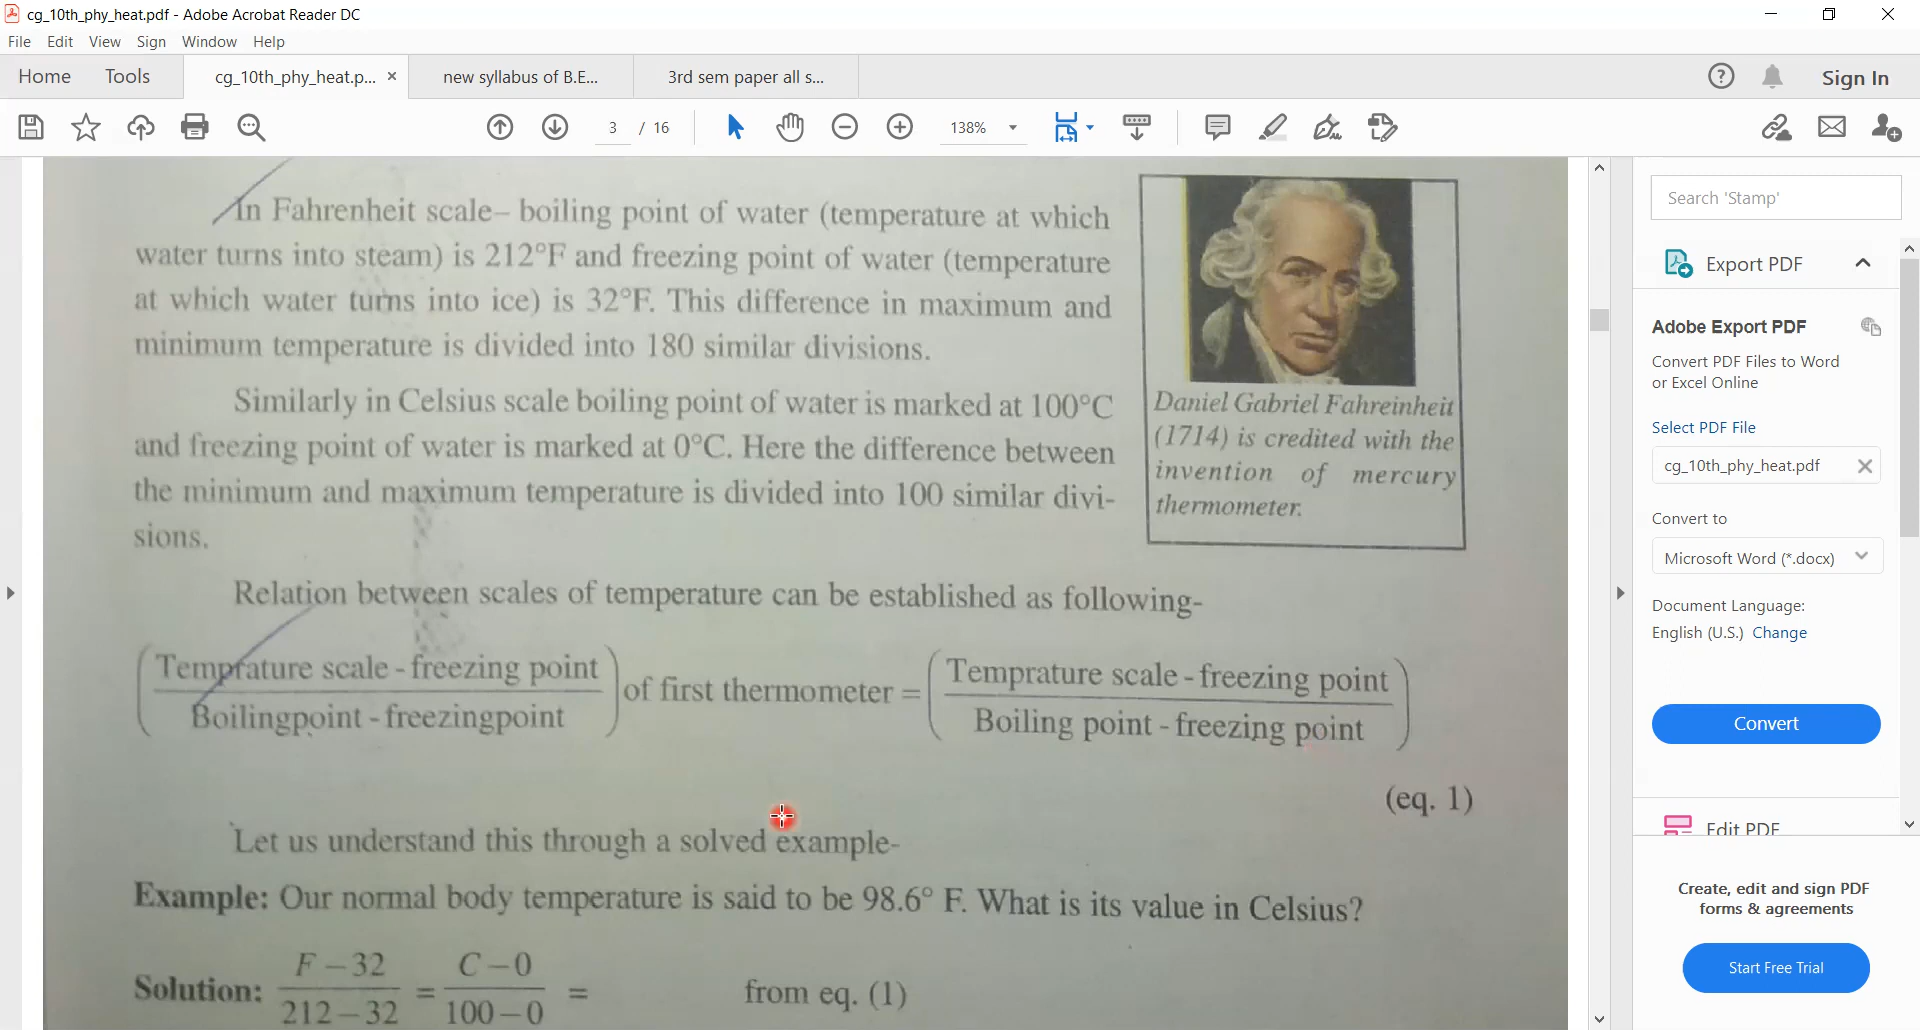 cg_10th_phy_heat.pdf - Adobe Acrobat Reader DC
File Edit View Sign Window Help
Home Tools cg_10th_phy_heat.p... × new syllabus of B.E... 3rd sem paper all s... Sign In
3 / 16 138%
In Fahrenheit scale– boiling point of water (temperature at which
water turns into steam) is 212°F and freezing point of water (temperature
at which water turns into ice) is 32°F. This difference in maximum and
minimum temperature is divided into 180 similar divisions.
Similarly in Celsius scale boiling point of water is marked at 100°C
and freezing point of water is marked at 0°C. Here the difference between
the minimum and maximum temperature is divided into 100 similar divi-
sions.
Daniel Gabriel Fahreinheit
(1714) is credited with the
invention of mercury
thermometer.
Relation between scales of temperature can be established as following-
(Temprature scale - freezing point / Boilingpoint - freezingpoint) of first thermometer = (Temprature scale - freezing point / Boiling point - freezing point)
(eq. 1)
Let us understand this through a solved example-
Example: Our normal body temperature is said to be 98.6° F. What is its value in Celsius?
Solution: F – 32 / 212 – 32 = C – 0 / 100 – 0 = from eq. (1)
Search 'Stamp'
Export PDF
Adobe Export PDF
Convert PDF Files to Word
or Excel Online
Select PDF File
cg_10th_phy_heat.pdf
Convert to
Microsoft Word (*.docx)
Document Language:
English (U.S.) Change
Convert
Edit PDF
Create, edit and sign PDF
forms & agreements
Start Free Trial